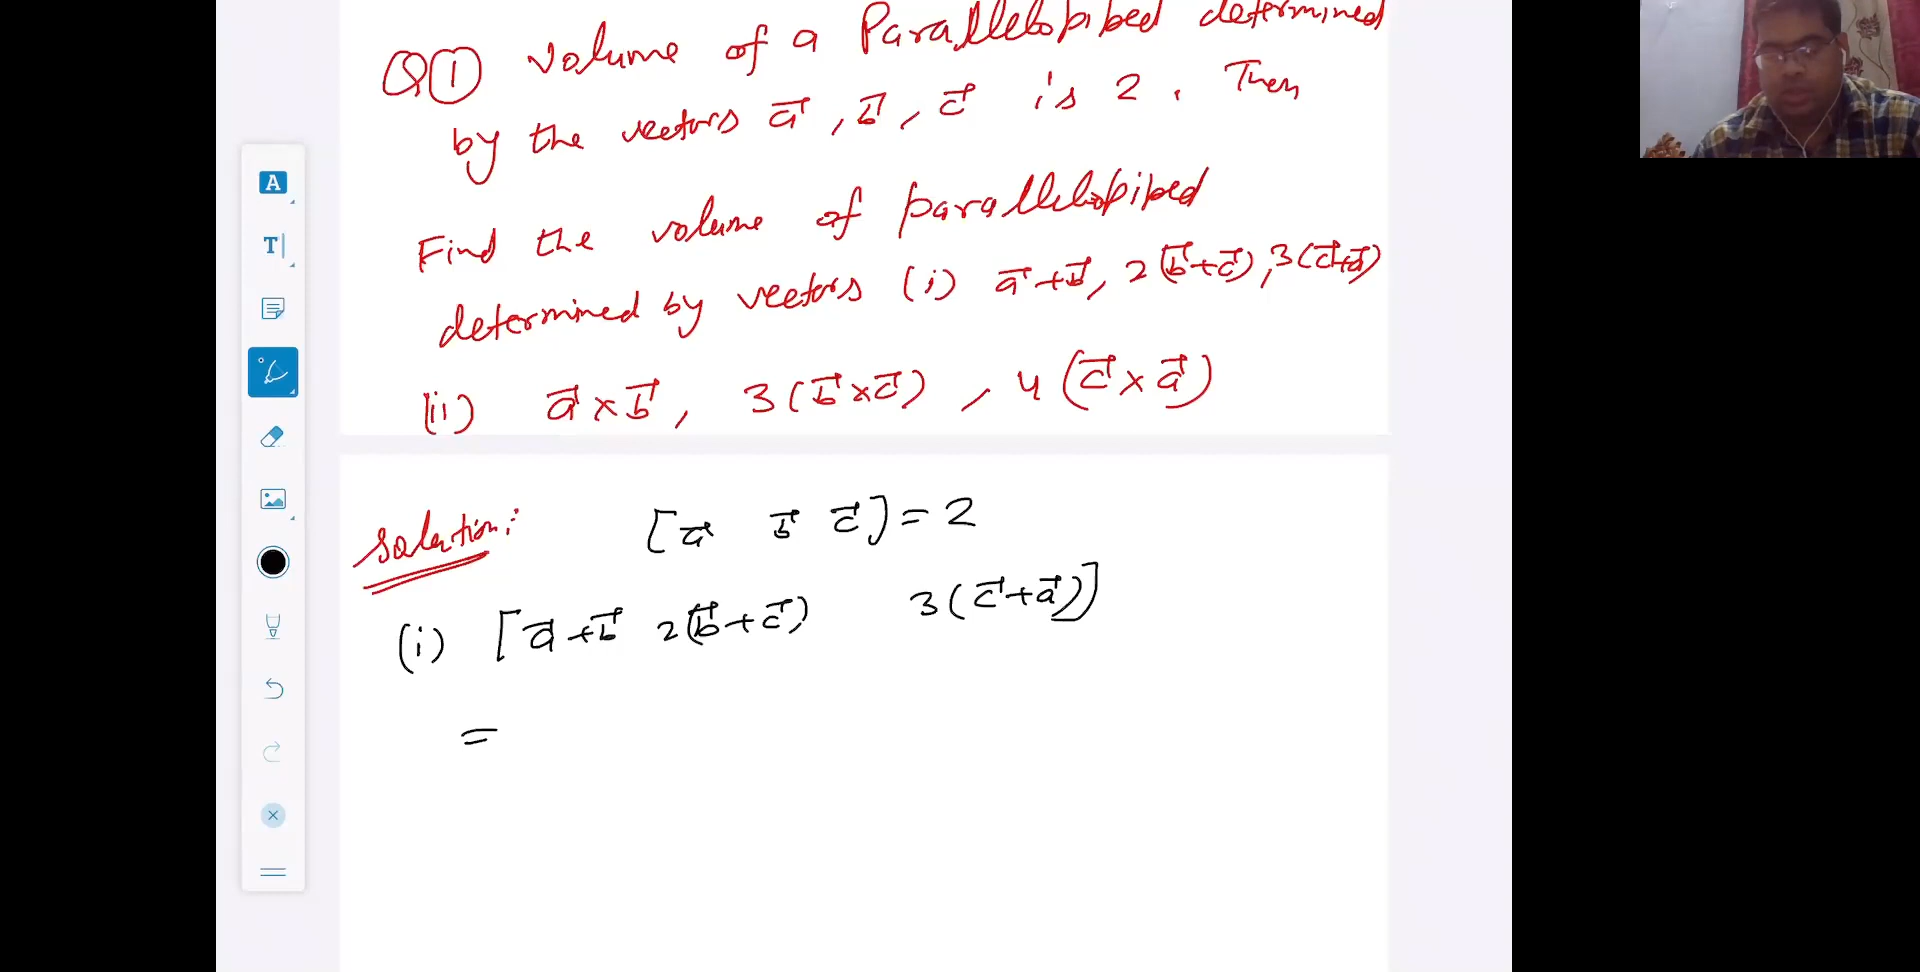 Q① Volume of a Parallelopiped determined
by the vectors a⃗, b⃗, c⃗ is 2. Then
Find the volume of parallelopiped
determined by vectors (i) a⃗+b⃗, 2(b⃗+c⃗), 3(c⃗+a⃗)
(ii) a⃗×b⃗, 3(b⃗×c⃗), 4(c⃗×a⃗)
Solution:
[a⃗ b⃗ c⃗] = 2
(i) [a⃗+b⃗ 2(b⃗+c⃗) 3(c⃗+a⃗)]
=
A
T